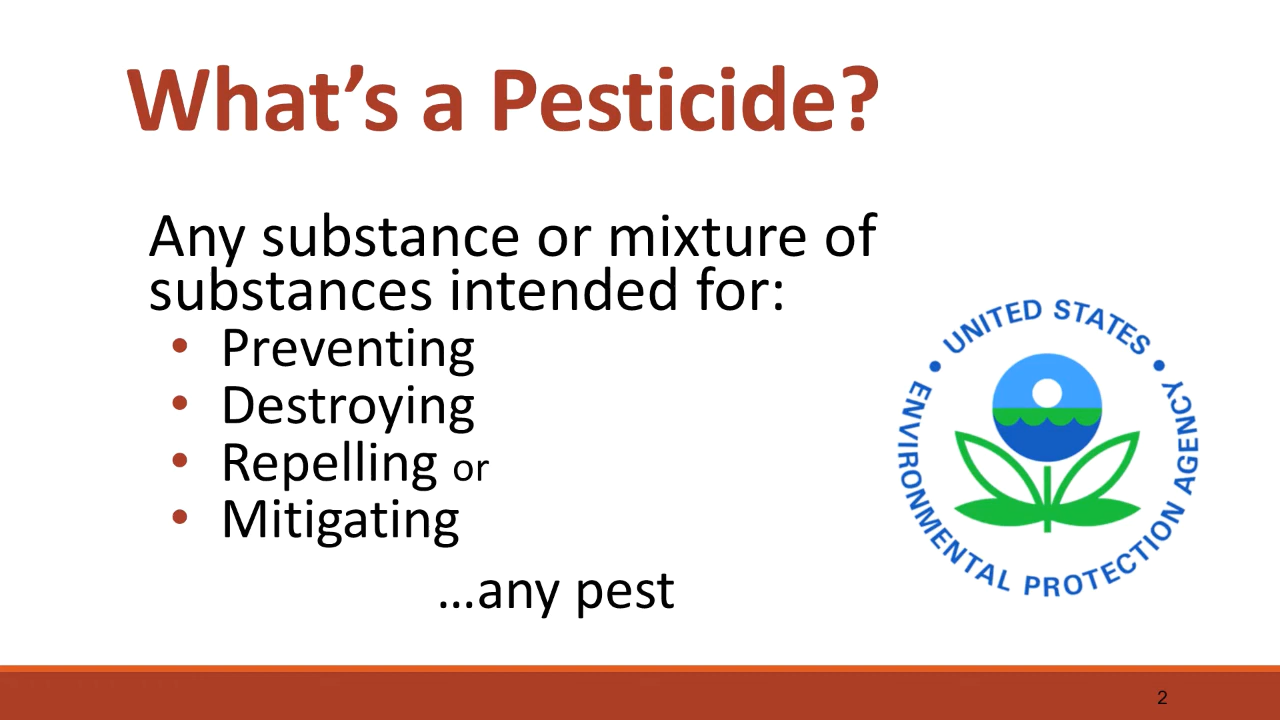 What’s a Pesticide?
Any substance or mixture of
substances intended for:
• Preventing
• Destroying
• Repelling or
• Mitigating
…any pest
UNITED STATES • ENVIRONMENTAL PROTECTION AGENCY •
2